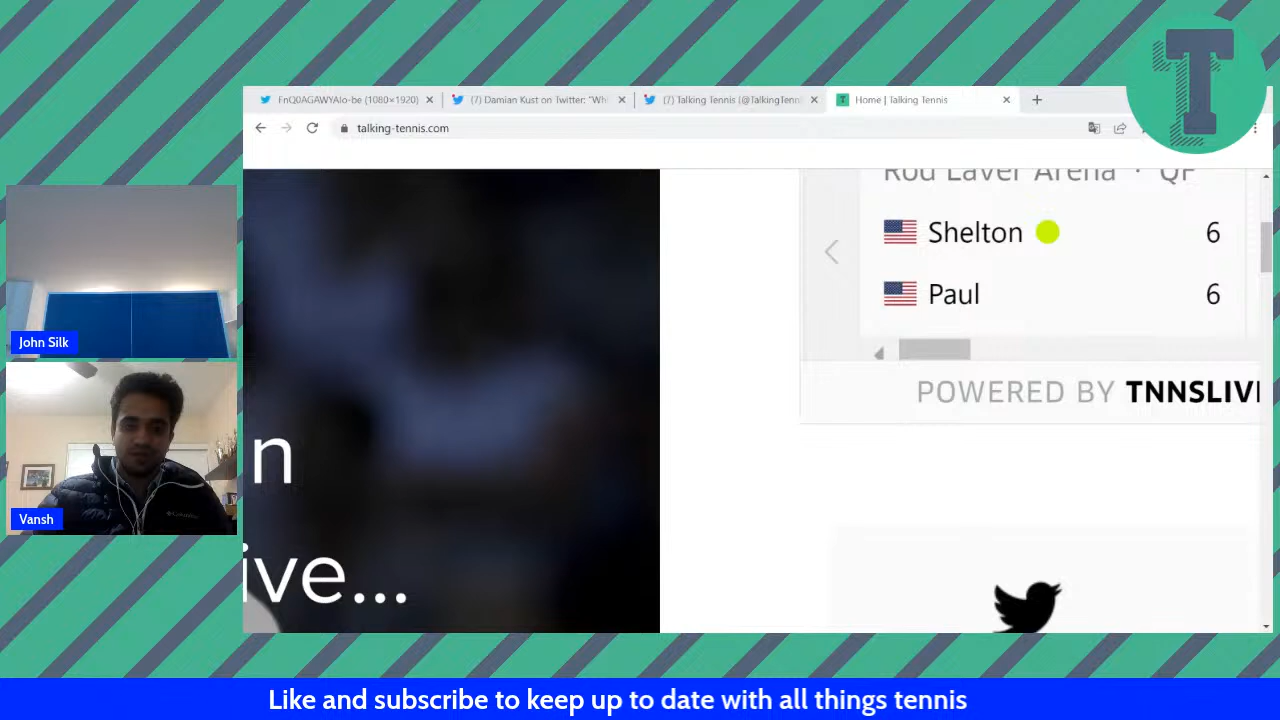 T
FnQ0AGAWYAIo-be (1080×1920)
(7) Damian Kust on Twitter: "Wh
(7) Talking Tennis (@TalkingTenni
Home | Talking Tennis
talking-tennis.com
Rod Laver Arena · QF
Shelton 6
Paul 6
POWERED BY TNNSLIVE
n
ive...
John Silk
Vansh
Columbia
Like and subscribe to keep up to date with all things tennis